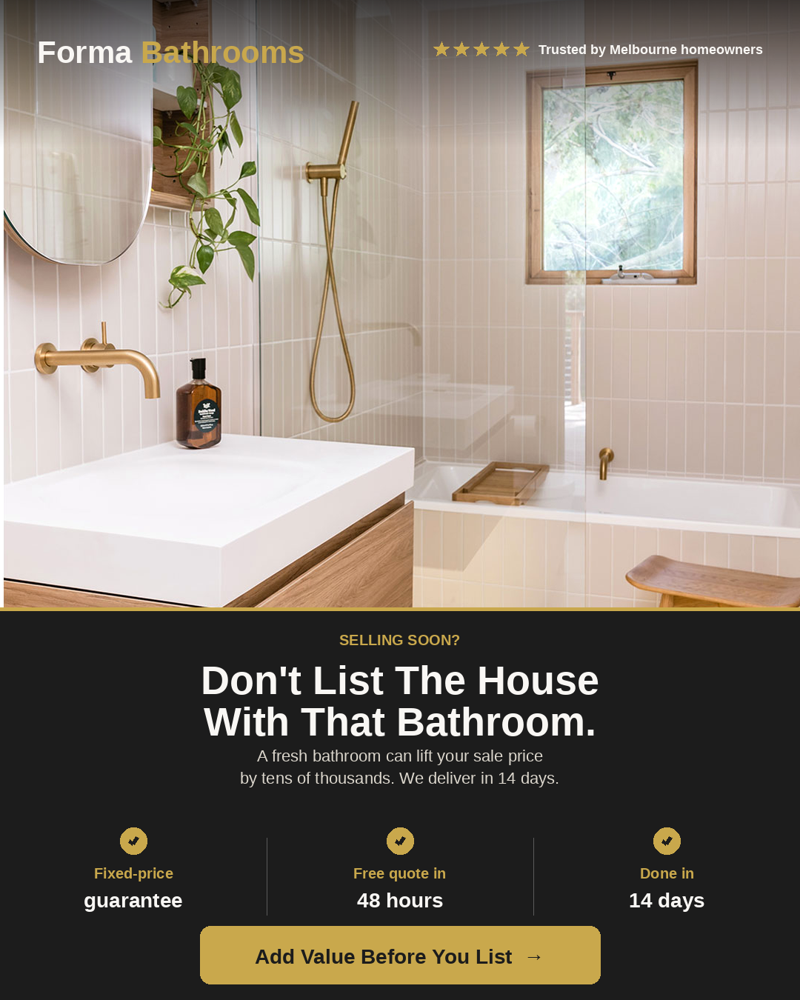 Forma Bathrooms
★★★★★ Trusted by Melbourne homeowners
SELLING SOON?
Don't List The House
With That Bathroom.
A fresh bathroom can lift your sale price
by tens of thousands. We deliver in 14 days.
Fixed-price
guarantee
Free quote in
48 hours
Done in
14 days
Add Value Before You List →